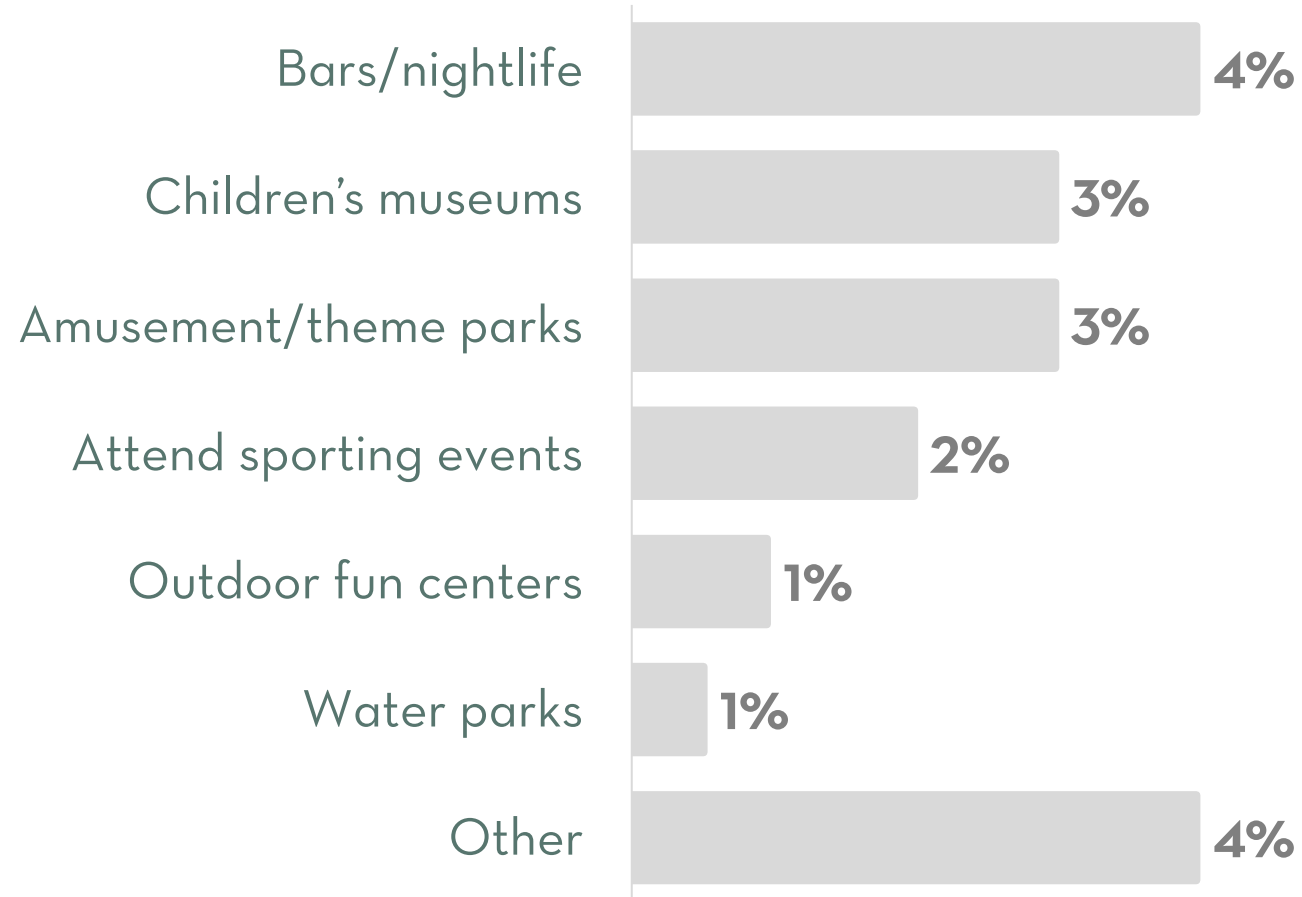 Bars/nightlife 4%
Children’s museums 3%
Amusement/theme parks 3%
Attend sporting events 2%
Outdoor fun centers 1%
Water parks 1%
Other 4%